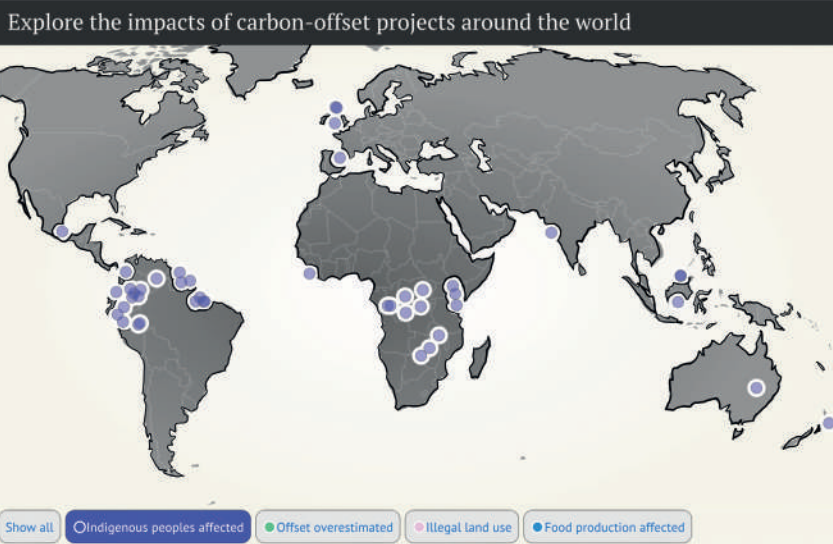 Explore the impacts of carbon-offset projects around the world
Show all
Indigenous peoples affected
Offset overestimated
Illegal land use
Food production affected